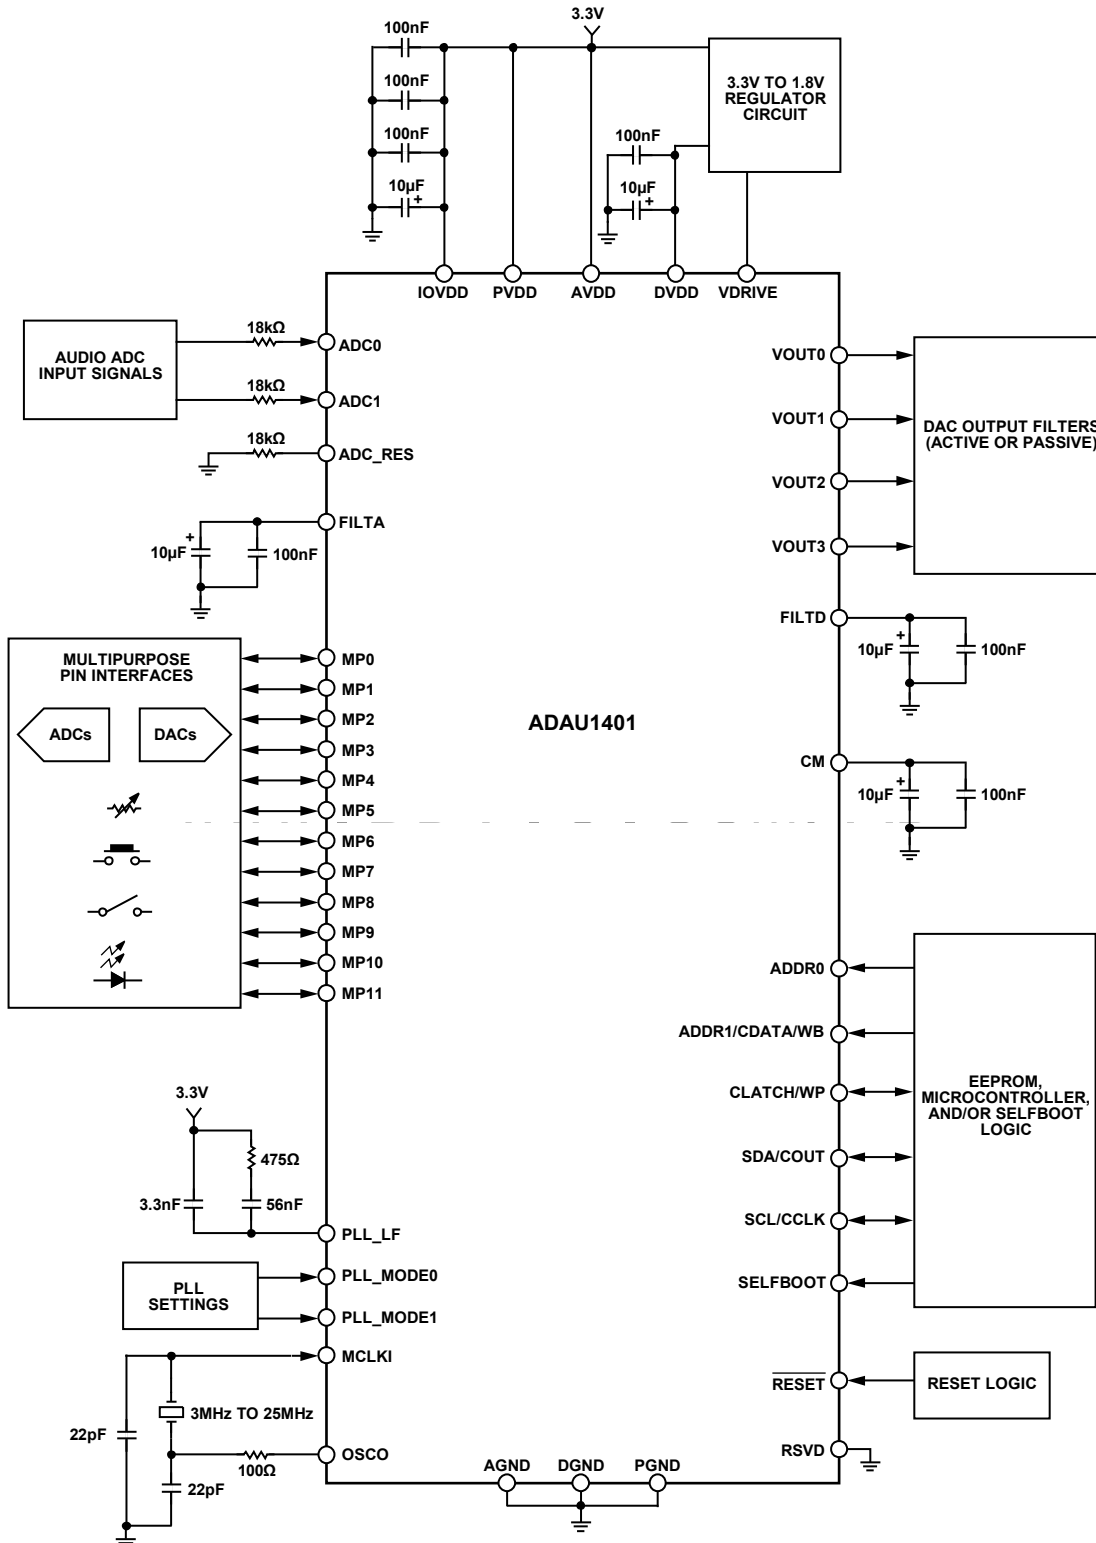 3.3V
100nF
100nF
100nF
10µF
+
3.3V TO 1.8V
REGULATOR
CIRCUIT
100nF
10µF
+
IOVDD
PVDD
AVDD
DVDD
VDRIVE
AUDIO ADC
INPUT SIGNALS
18kΩ
ADC0
18kΩ
ADC1
18kΩ
ADC_RES
+
10µF
100nF
FILTA
VOUT0
VOUT1
VOUT2
VOUT3
DAC OUTPUT FILTERS
(ACTIVE OR PASSIVE)
FILTD
+
10µF
100nF
CM
+
10µF
100nF
MULTIPURPOSE
PIN INTERFACES
ADCs
DACs
MP0
MP1
MP2
MP3
MP4
MP5
MP6
MP7
MP8
MP9
MP10
MP11
ADAU1401
ADDR0
ADDR1/CDATA/WB
CLATCH/WP
SDA/COUT
SCL/CCLK
SELFBOOT
EEPROM,
MICROCONTROLLER,
AND/OR SELFBOOT
LOGIC
3.3V
475Ω
3.3nF
56nF
PLL_LF
PLL
SETTINGS
PLL_MODE0
PLL_MODE1
MCLKI
3MHz TO 25MHz
22pF
100Ω
OSCO
22pF
RESET
RESET LOGIC
RSVD
AGND
DGND
PGND